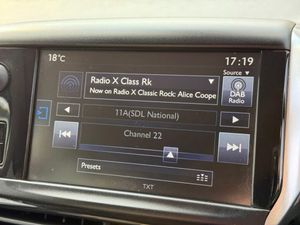 18°C
17:19
Source
Radio X Class Rk
Now on Radio X Classic Rock: Alice Coope
DAB
Radio
11A(SDL National)
Channel 22
Presets
TXT